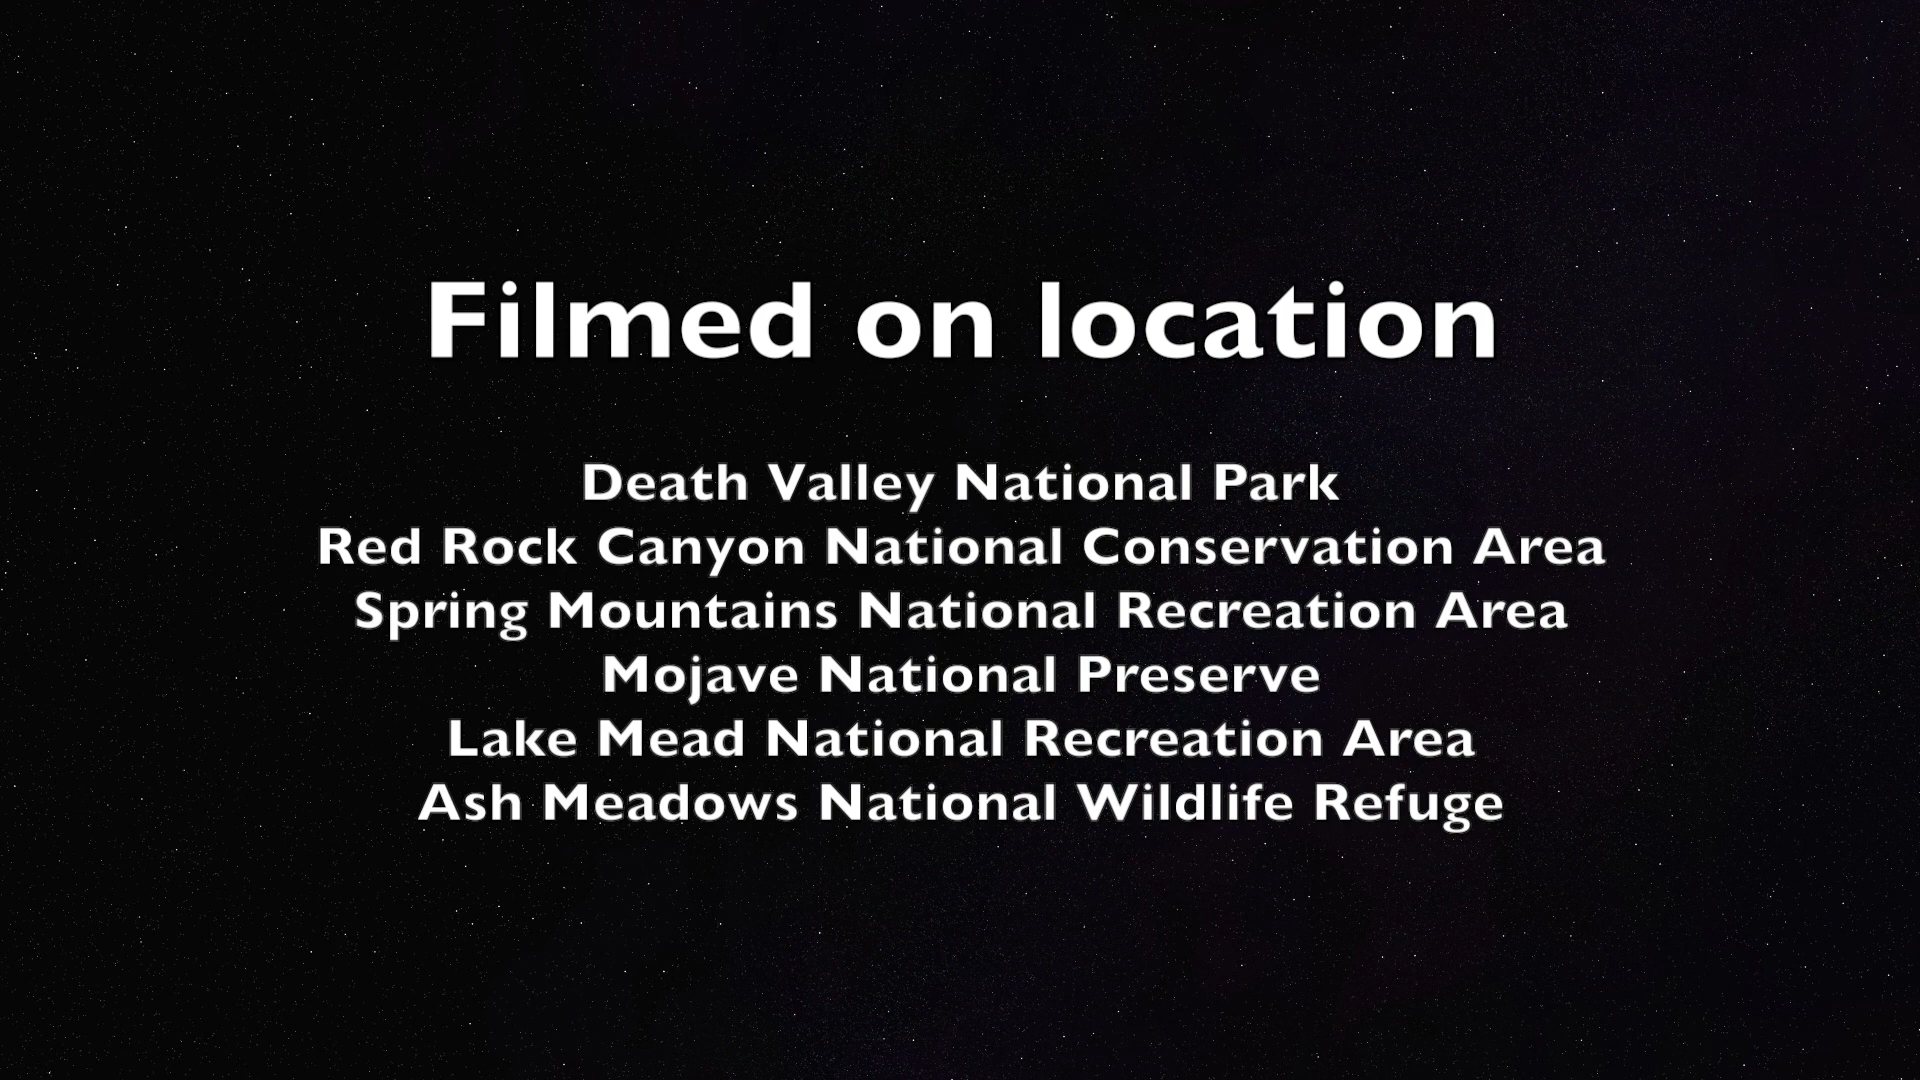 Filmed on location
Death Valley National Park
Red Rock Canyon National Conservation Area
Spring Mountains National Recreation Area
Mojave National Preserve
Lake Mead National Recreation Area
Ash Meadows National Wildlife Refuge